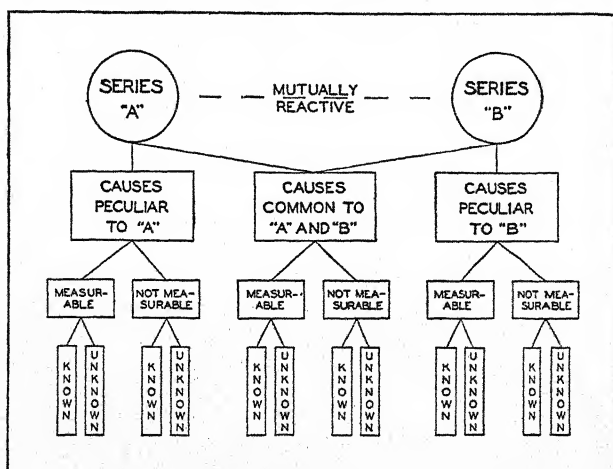 SERIES
"A"
MUTUALLY
REACTIVE
SERIES
"B"
CAUSES
PECULIAR
TO "A"
CAUSES
COMMON TO
"A" AND "B"
CAUSES
PECULIAR
TO "B"
MEASUR-
ABLE
NOT MEA-
SURABLE
MEASUR-
ABLE
NOT MEA-
SURABLE
MEASUR-
ABLE
NOT MEA-
SURABLE
KNOWN
UNKNOWN
KNOWN
UNKNOWN
KNOWN
UNKNOWN
KNOWN
UNKNOWN
KNOWN
UNKNOWN
KNOWN
UNKNOWN